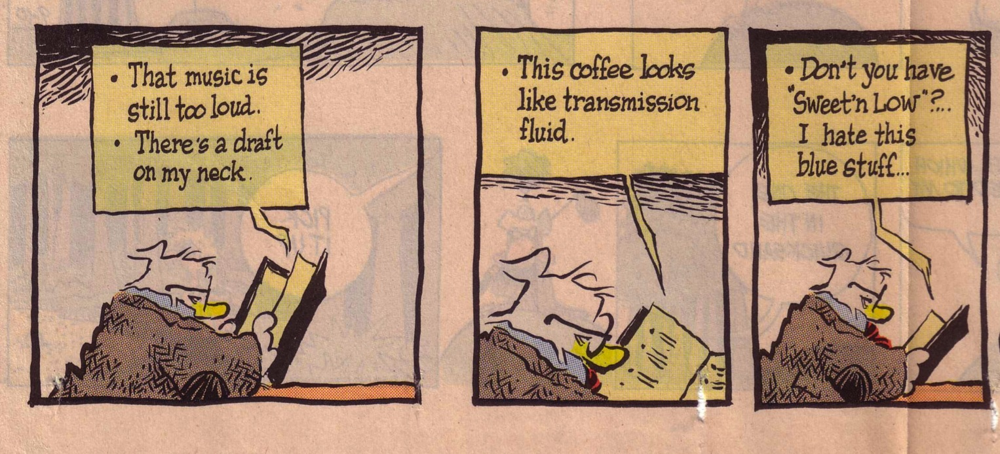 • That music is
still too loud.
• There's a draft
on my neck.
• This coffee looks
like transmission
fluid.
• Don't you have
"Sweet'n Low"?..
I hate this
blue stuff...